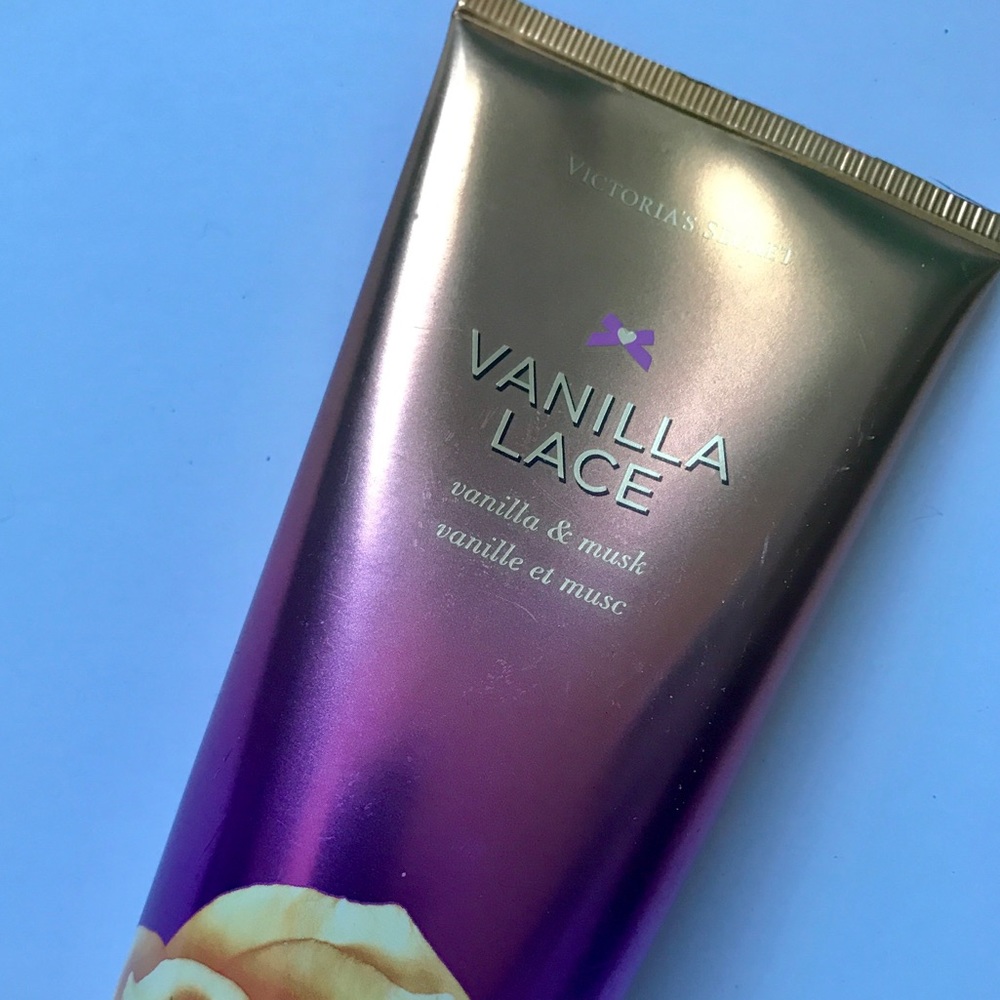 VICTORIA'S SECRET
VANILLA
LACE
vanilla & musk
vanille et musc